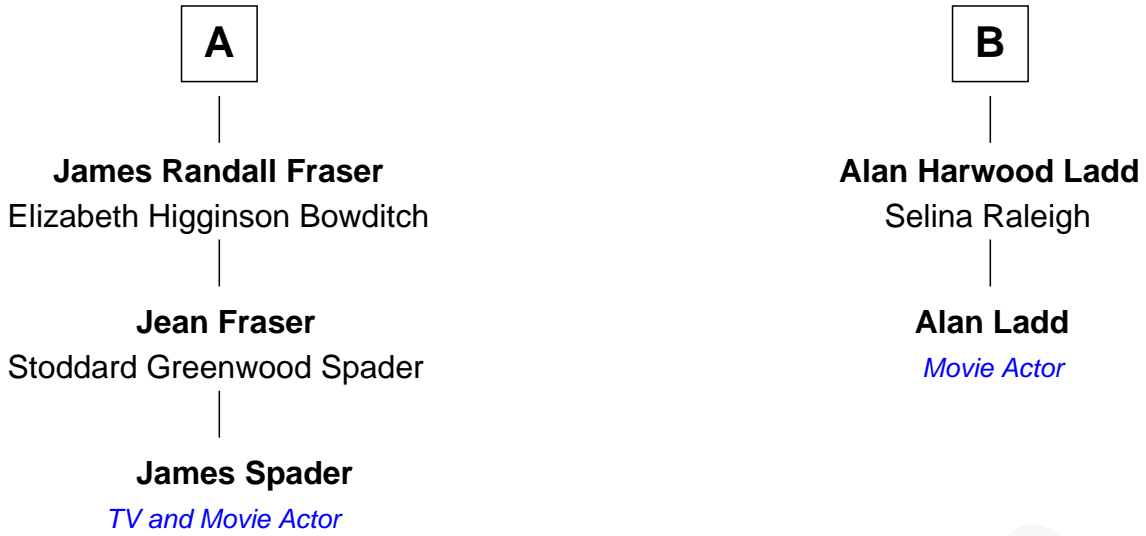 A
James Randall Fraser
Elizabeth Higginson Bowditch
Jean Fraser
Stoddard Greenwood Spader
James Spader
TV and Movie Actor
B
Alan Harwood Ladd
Selina Raleigh
Alan Ladd
Movie Actor